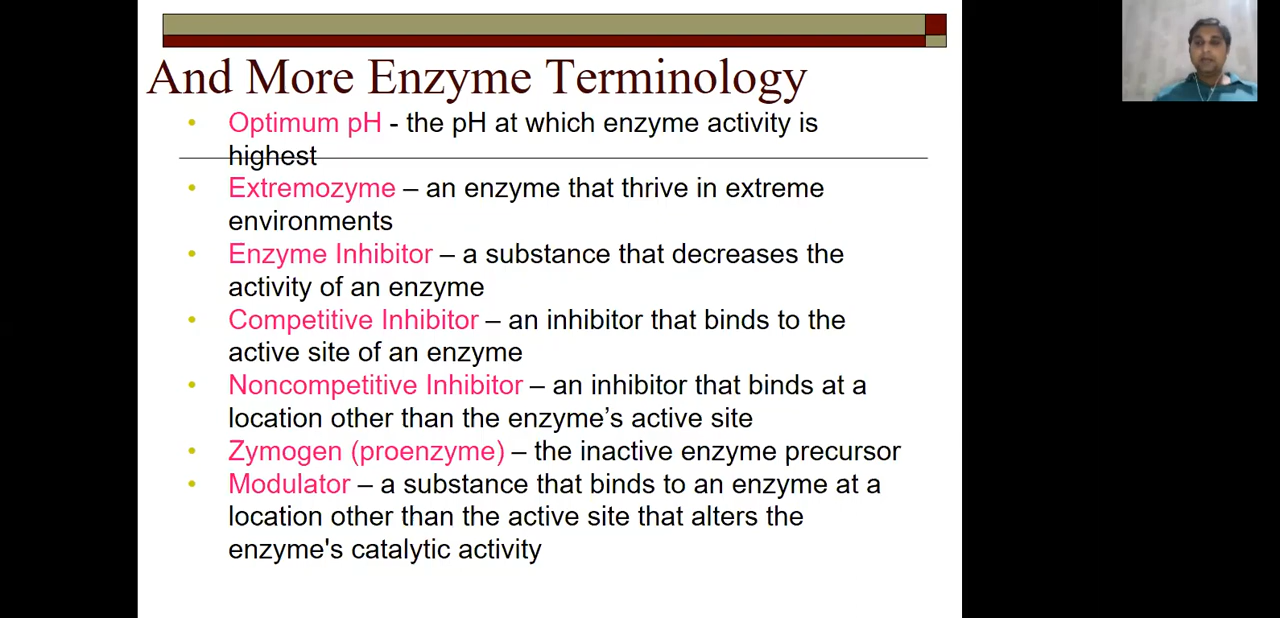 And More Enzyme Terminology
• Optimum pH - the pH at which enzyme activity is
highest
• Extremozyme – an enzyme that thrive in extreme
environments
• Enzyme Inhibitor – a substance that decreases the
activity of an enzyme
• Competitive Inhibitor – an inhibitor that binds to the
active site of an enzyme
• Noncompetitive Inhibitor – an inhibitor that binds at a
location other than the enzyme’s active site
• Zymogen (proenzyme) – the inactive enzyme precursor
• Modulator – a substance that binds to an enzyme at a
location other than the active site that alters the
enzyme's catalytic activity